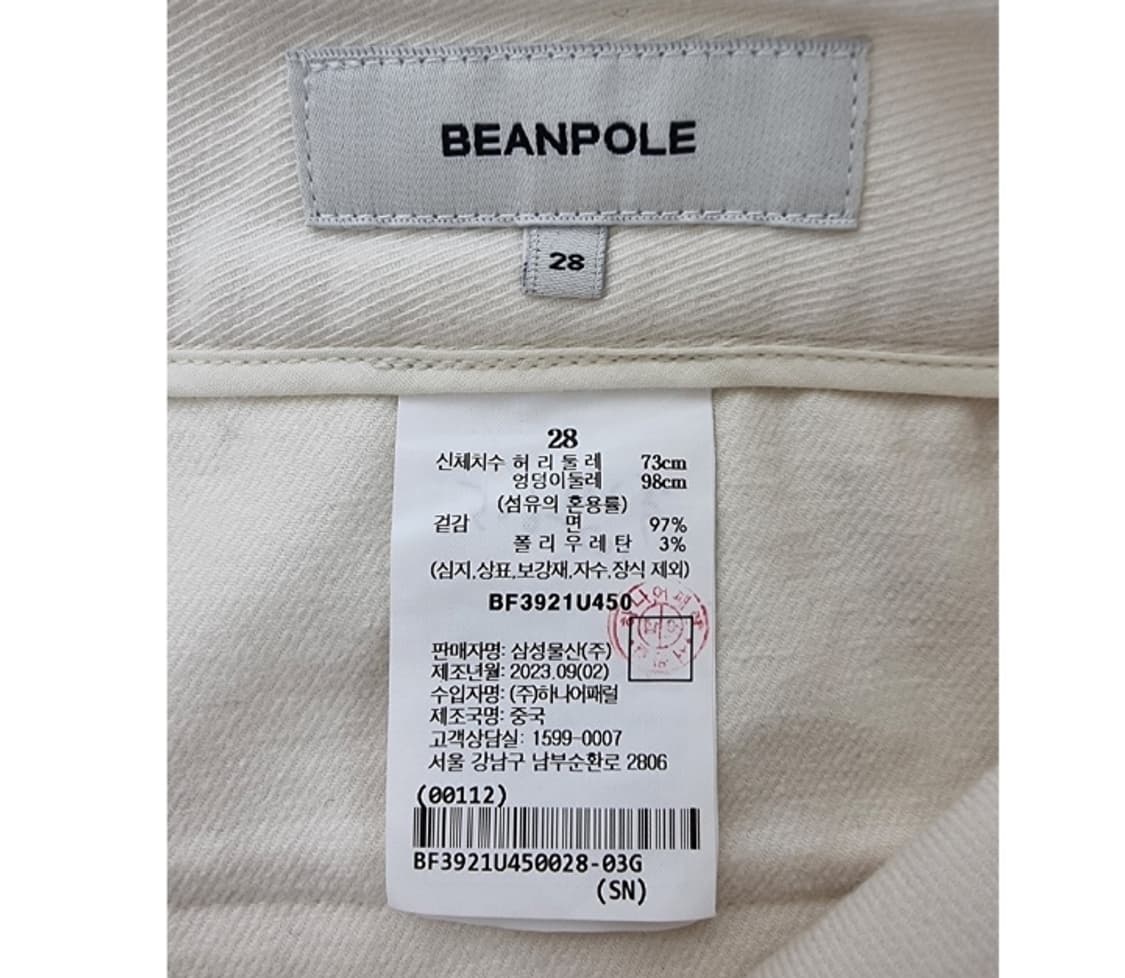 BEANPOLE
28
28
신체치수 허 리 둘 레 73cm
엉덩이둘레 98cm
(섬유의 혼용률)
겉감 면 97%
폴 리 우 레 탄 3%
(심지,상표,보강재,자수,장식 제외)
BF3921U450
판매자명: 삼성물산(주)
제조년월: 2023.09(02)
수입자명: (주)하나어패럴
제조국명: 중국
고객상담실: 1599-0007
서울 강남구 남부순환로 2806
(00112)
BF3921U450028-03G
(SN)